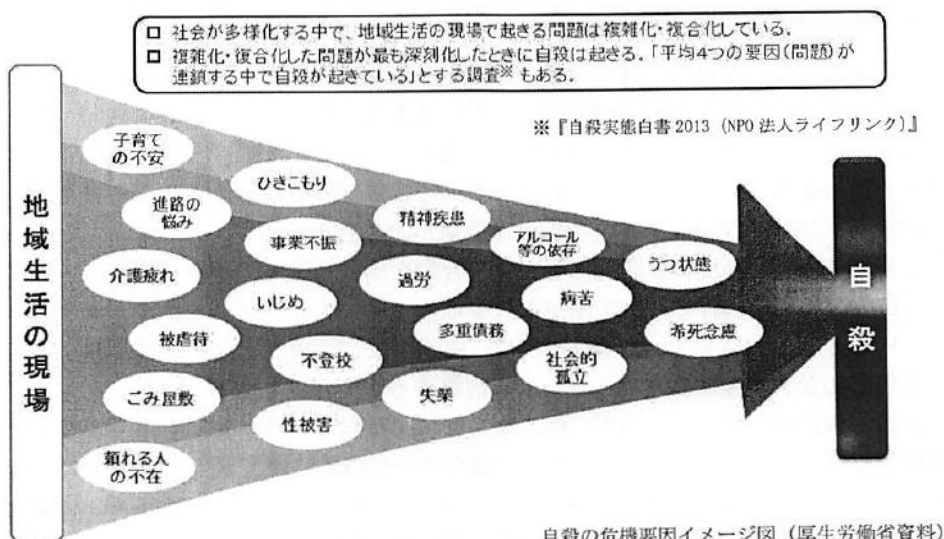 □ 社会が多様化する中で、地域生活の現場で起きる問題は複雑化・複合化している。
□ 複雑化・複合化した問題が最も深刻化したときに自殺は起きる。「平均4つの要因(問題)が
連鎖する中で自殺が起きている」とする調査※もある。
※『自殺実態白書2013（NPO法人ライフリンク）』
地域生活の現場
子育て
の不安
ひきこもり
進路の
悩み
精神疾患
事業不振
アルコール
等の依存
うつ状態
介護疲れ
過労
いじめ
病苦
被虐待
多重債務
希死念慮
不登校
社会的
孤立
ごみ屋敷
失業
性被害
頼れる人
の不在
自殺
自殺の危機要因イメージ図（厚生労働省資料）